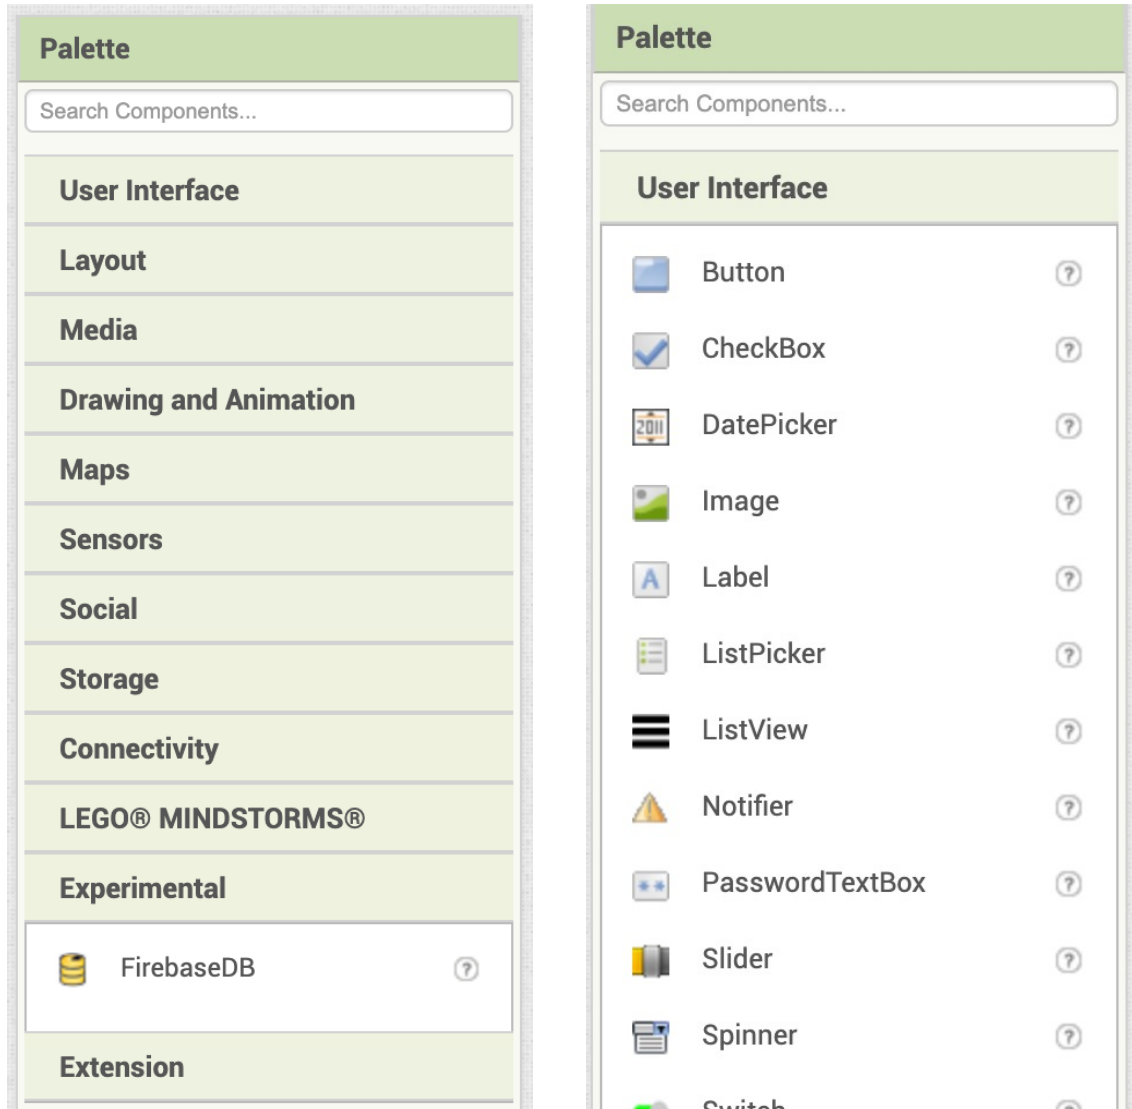 Palette
Search Components...
User Interface
Layout
Media
Drawing and Animation
Maps
Sensors
Social
Storage
Connectivity
LEGO® MINDSTORMS®
Experimental
FirebaseDB
?
Extension
Palette
Search Components...
User Interface
Button
?
CheckBox
?
2011
DatePicker
?
Image
?
A
Label
?
ListPicker
?
ListView
?
Notifier
?
**
PasswordTextBox
?
Slider
?
Spinner
?
Switch